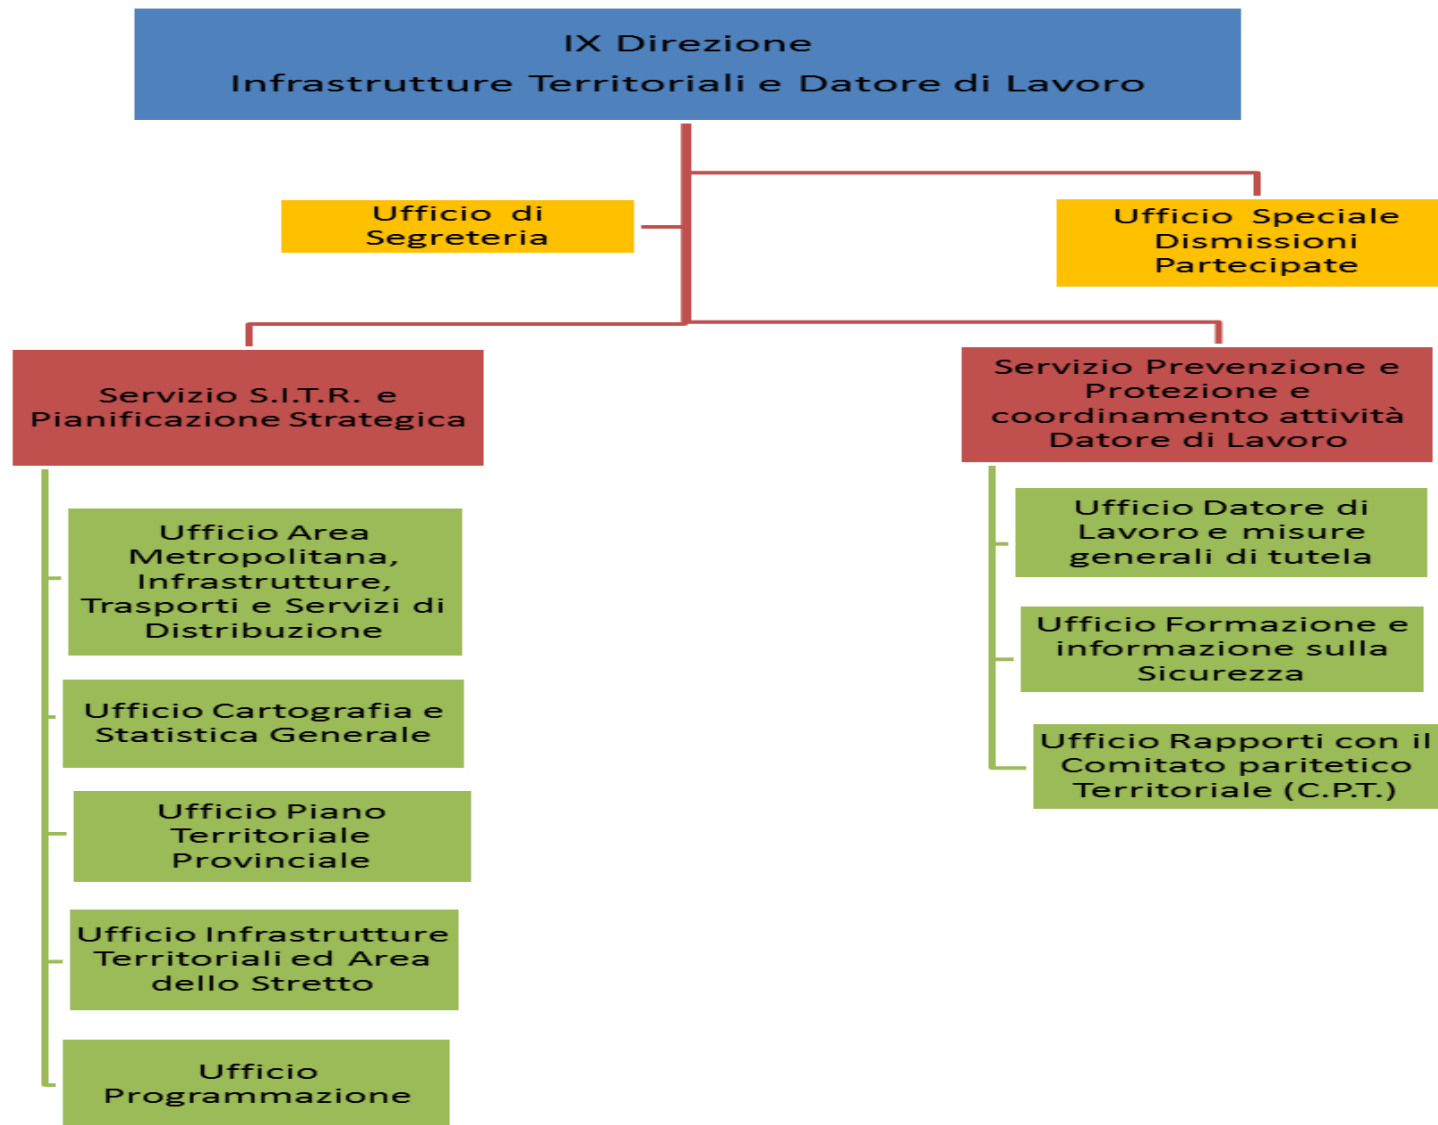 IX Direzione
Infrastrutture Territoriali e Datore di Lavoro
Ufficio di
Segreteria
Ufficio Speciale
Dismissioni
Partecipate
Servizio S.I.T.R. e
Pianificazione Strategica
Ufficio Area
Metropolitana,
Infrastrutture,
Trasporti e Servizi di
Distribuzione
Ufficio Cartografia e
Statistica Generale
Ufficio Piano
Territoriale
Provinciale
Ufficio Infrastrutture
Territoriali ed Area
dello Stretto
Ufficio
Programmazione
Servizio Prevenzione e
Protezione e
coordinamento attività
Datore di Lavoro
Ufficio Datore di
Lavoro e misure
generali di tutela
Ufficio Formazione e
informazione sulla
Sicurezza
Ufficio Rapporti con il
Comitato paritetico
Territoriale (C.P.T.)